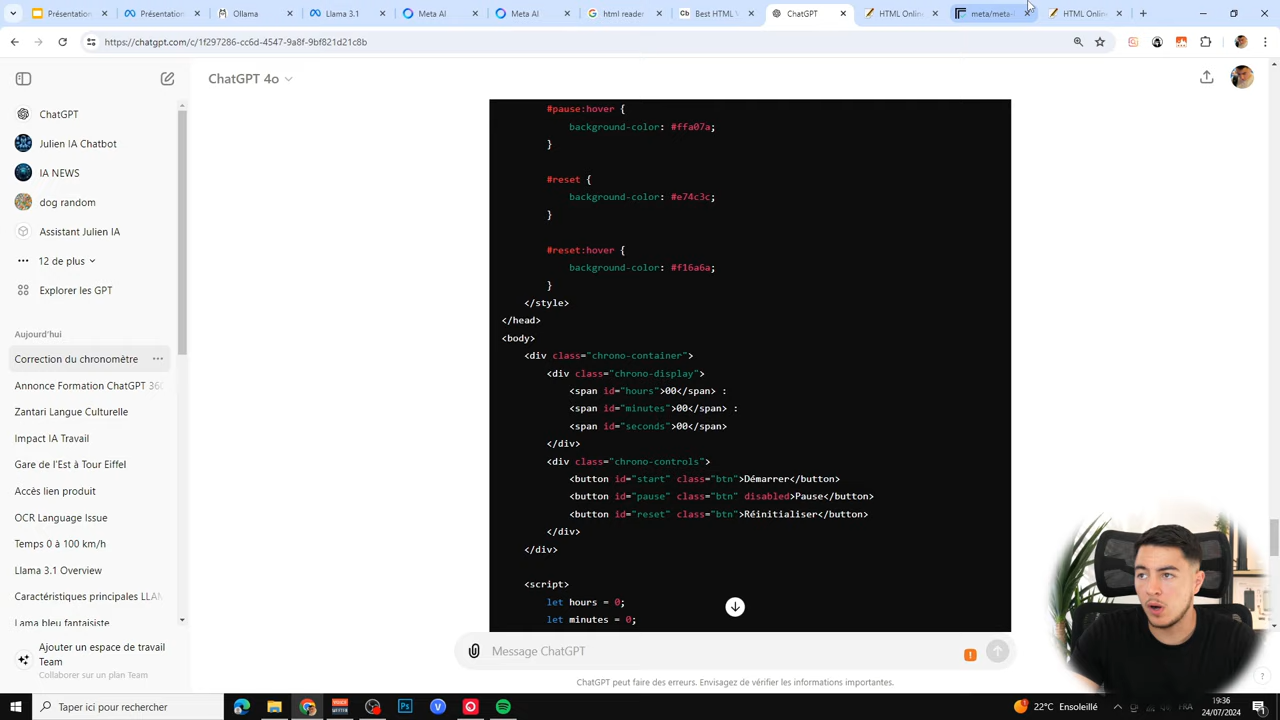 Présentation
Présentation
Ollama
Llama 3.1
Meta AI
Meta AI
html reader
Best HTML V
ChatGPT
HTML Online
meta/meta-
HTML Online
https://chatgpt.com/c/1f297286-cc6d-4547-9a8f-9bf821d21c8b
ChatGPT 4o
ChatGPT
Julien IA Chatbot
IA NEWS
dog random
Assistant Julien IA
12 de plus
Explorer les GPT
Aujourd'hui
Correction du chronomètre
Annonce Formation ChatGPT 360
Zantari Langue Culturelle
Impact IA Travail
Gare de l'Est à Tour Eiffel
Accès lien produit
OCR Language Issue
Temps 0 à 100 km/h
Llama 3.1 Overview
Caractéristiques principales LLAM
Llama bleu fantaisiste
Ajouter un espace de travail
Team
Collaborer sur un plan Team
#pause:hover {
background-color: #ffa07a;
}
#reset {
background-color: #e74c3c;
}
#reset:hover {
background-color: #f16a6a;
}
</style>
</head>
<body>
<div class="chrono-container">
<div class="chrono-display">
<span id="hours">00</span> :
<span id="minutes">00</span> :
<span id="seconds">00</span>
</div>
<div class="chrono-controls">
<button id="start" class="btn">Démarrer</button>
<button id="pause" class="btn" disabled>Pause</button>
<button id="reset" class="btn">Réinitialiser</button>
</div>
</div>
<script>
let hours = 0;
let minutes = 0;
Message ChatGPT
ChatGPT peut faire des erreurs. Envisagez de vérifier les informations importantes.
?
Taper ici pour rechercher
22°C Ensoleillé
FRA
19:36
24/07/2024